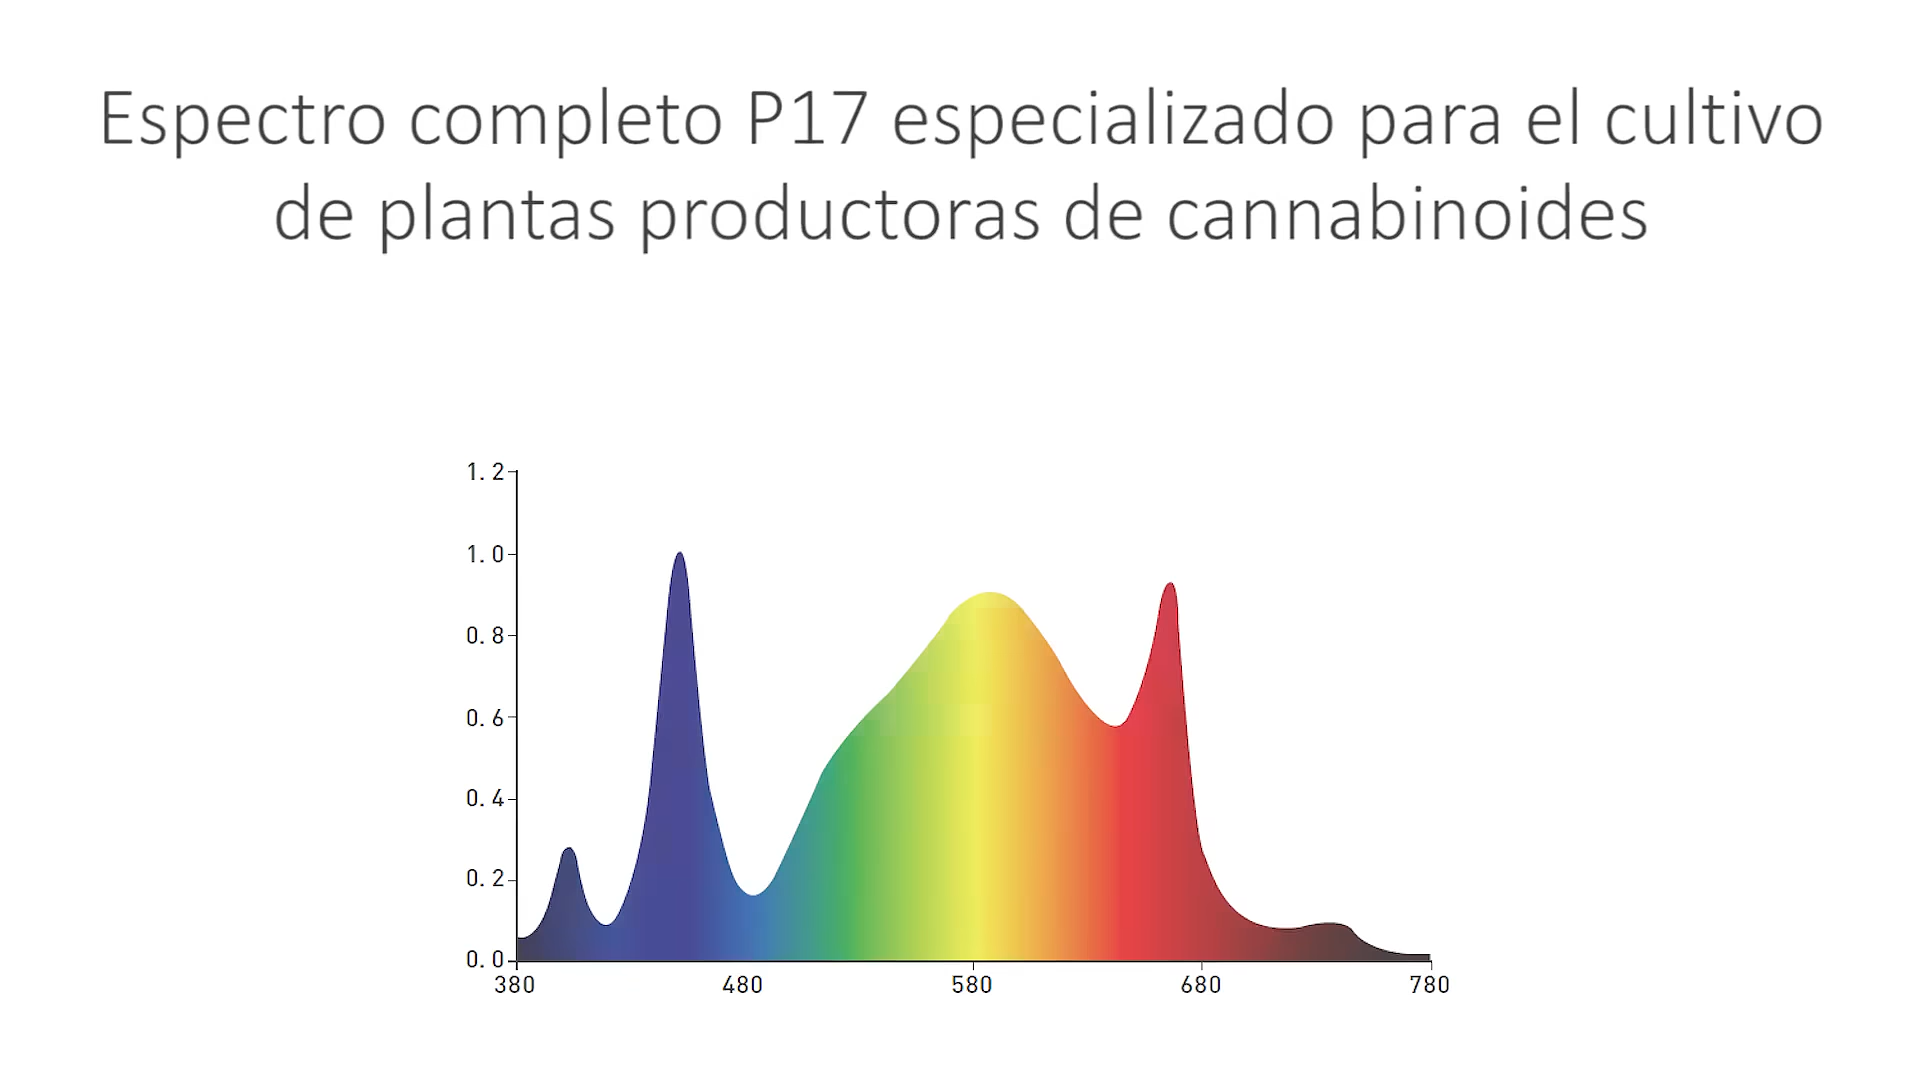 Espectro completo P17 especializado para el cultivo
de plantas productoras de cannabinoides
1.2
1.0
0.8
0.6
0.4
0.2
0.0
380 480 580 680 780